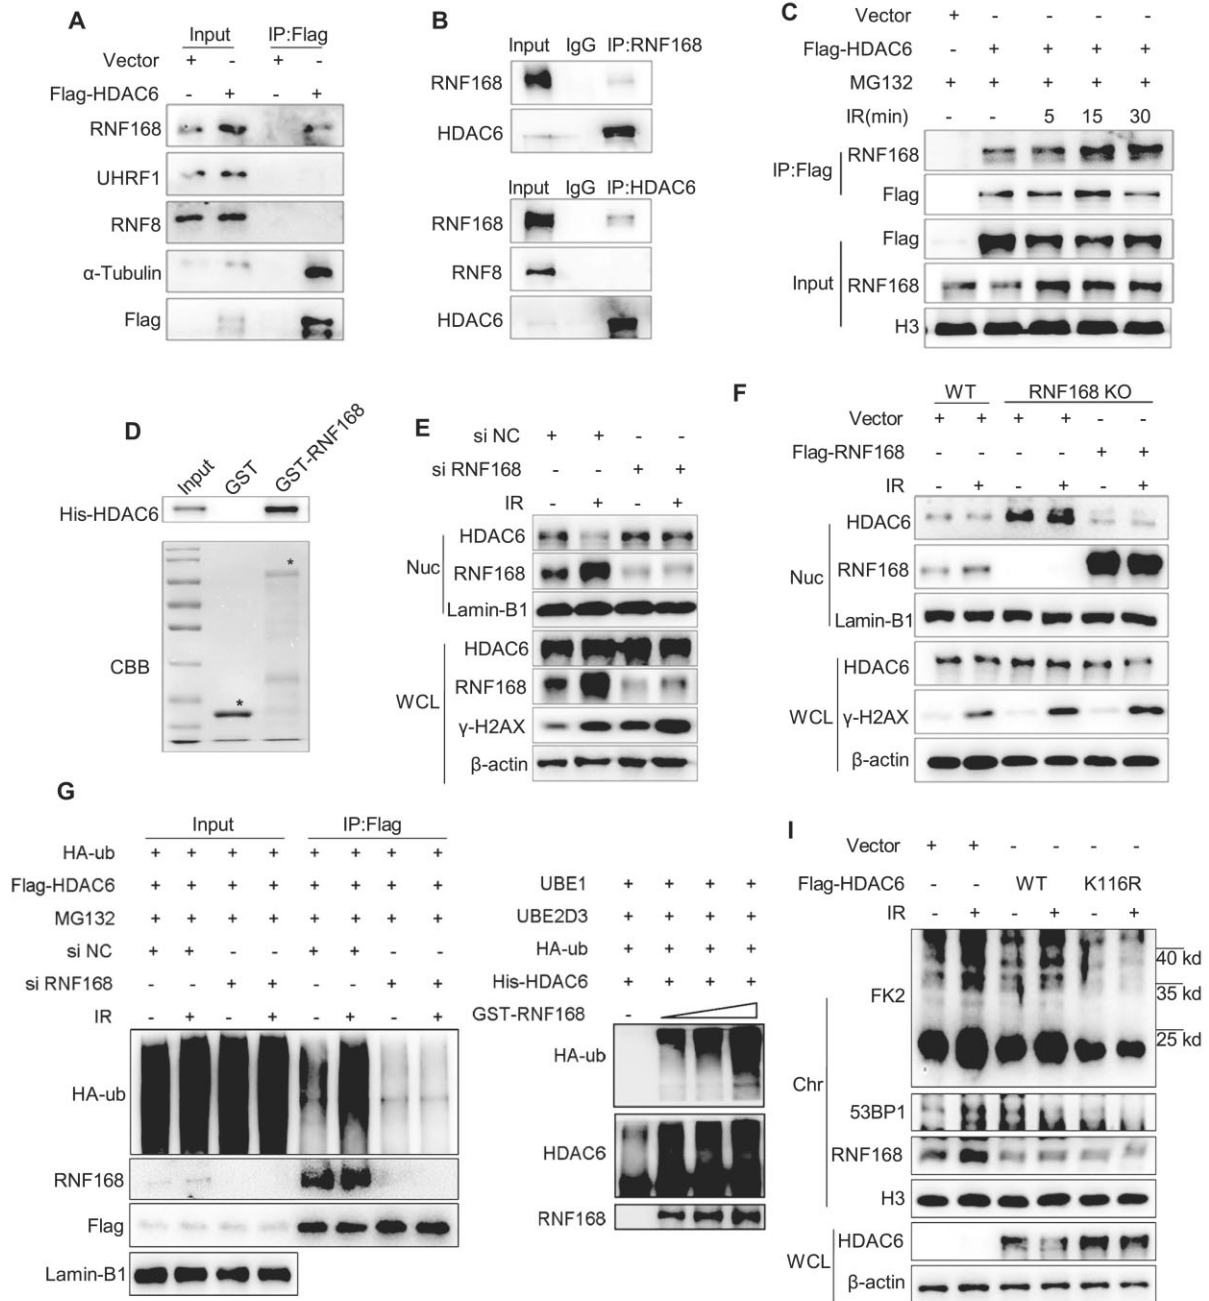 A
Input IP:Flag
Vector + - + -
Flag-HDAC6 - + - +
RNF168
UHRF1
RNF8
α-Tubulin
Flag
B
Input IgG IP:RNF168
RNF168
HDAC6
Input IgG IP:HDAC6
RNF168
RNF8
HDAC6
C
Vector + - - - -
Flag-HDAC6 - + + + +
MG132 + + + + +
IR(min) - - 5 15 30
IP:Flag
RNF168
Flag
Input
Flag
RNF168
H3
D
Input GST GST-RNF168
His-HDAC6
CBB
*
*
E
si NC + + - -
si RNF168 - - + +
IR - + - +
Nuc
HDAC6
RNF168
Lamin-B1
WCL
HDAC6
RNF168
γ-H2AX
β-actin
F
WT RNF168 KO
Vector + + + + - -
Flag-RNF168 - - - - + +
IR - + - + - +
Nuc
HDAC6
RNF168
Lamin-B1
WCL
HDAC6
γ-H2AX
β-actin
G
Input IP:Flag
HA-ub + + + + + + + +
Flag-HDAC6 + + + + + + + +
MG132 + + + + + + + +
si NC + + - - + + - -
si RNF168 - - + + - - + +
IR - + - + - + - +
HA-ub
RNF168
Flag
Lamin-B1
UBE1 + + + +
UBE2D3 + + + +
HA-ub + + + +
His-HDAC6 + + + +
GST-RNF168 -
HA-ub
HDAC6
RNF168
I
Vector + + - - - -
Flag-HDAC6 - - WT K116R
IR - + - + - +
Chr
FK2
40 kd
35 kd
25 kd
53BP1
RNF168
H3
WCL
HDAC6
β-actin